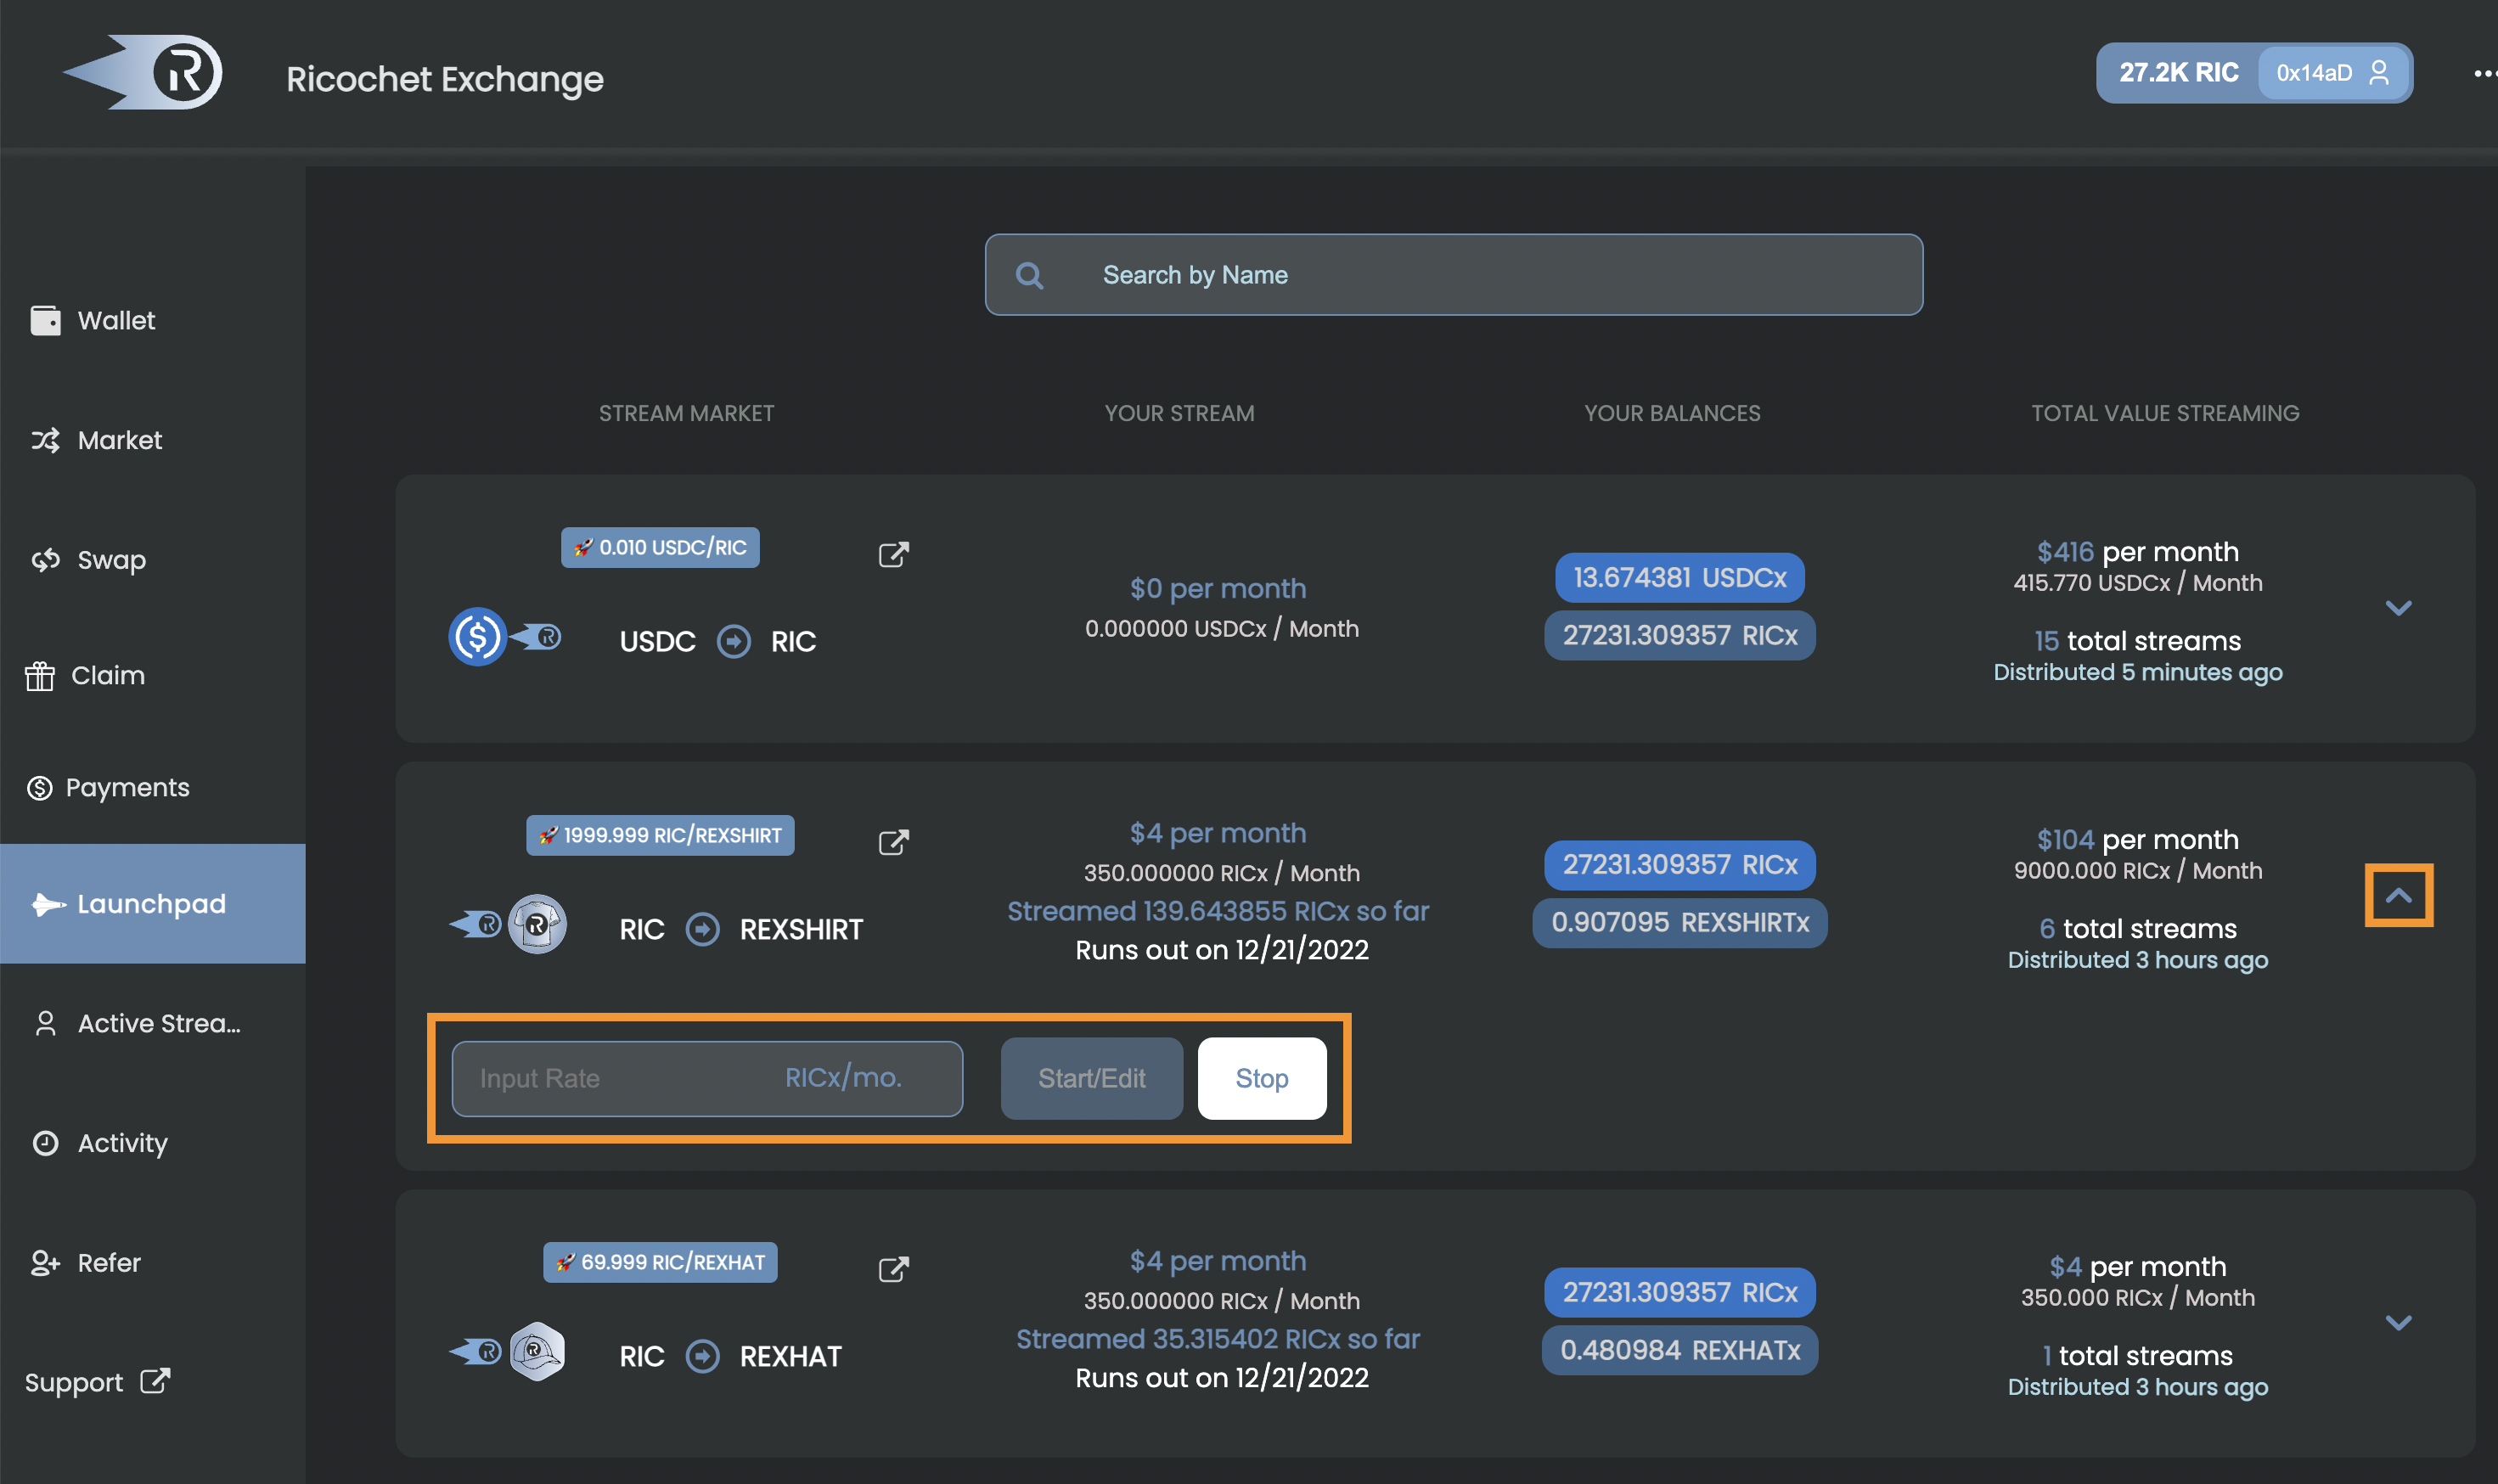 Ricochet Exchange
27.2K RIC
0x14aD
Wallet
Market
Swap
Claim
Payments
Launchpad
Active Strea...
Activity
Refer
Support
Search by Name
STREAM MARKET
YOUR STREAM
YOUR BALANCES
TOTAL VALUE STREAMING
🚀 0.010 USDC/RIC
USDC
RIC
$0 per month
0.000000 USDCx / Month
13.674381 USDCx
27231.309357 RICx
$416 per month
415.770 USDCx / Month
15 total streams
Distributed 5 minutes ago
🚀 1999.999 RIC/REXSHIRT
RIC
REXSHIRT
$4 per month
350.000000 RICx / Month
Streamed 139.643855 RICx so far
Runs out on 12/21/2022
27231.309357 RICx
0.907095 REXSHIRTx
$104 per month
9000.000 RICx / Month
6 total streams
Distributed 3 hours ago
Input Rate
RICx/mo.
Start/Edit
Stop
🚀 69.999 RIC/REXHAT
RIC
REXHAT
$4 per month
350.000000 RICx / Month
Streamed 35.315402 RICx so far
Runs out on 12/21/2022
27231.309357 RICx
0.480984 REXHATx
$4 per month
350.000 RICx / Month
1 total streams
Distributed 3 hours ago